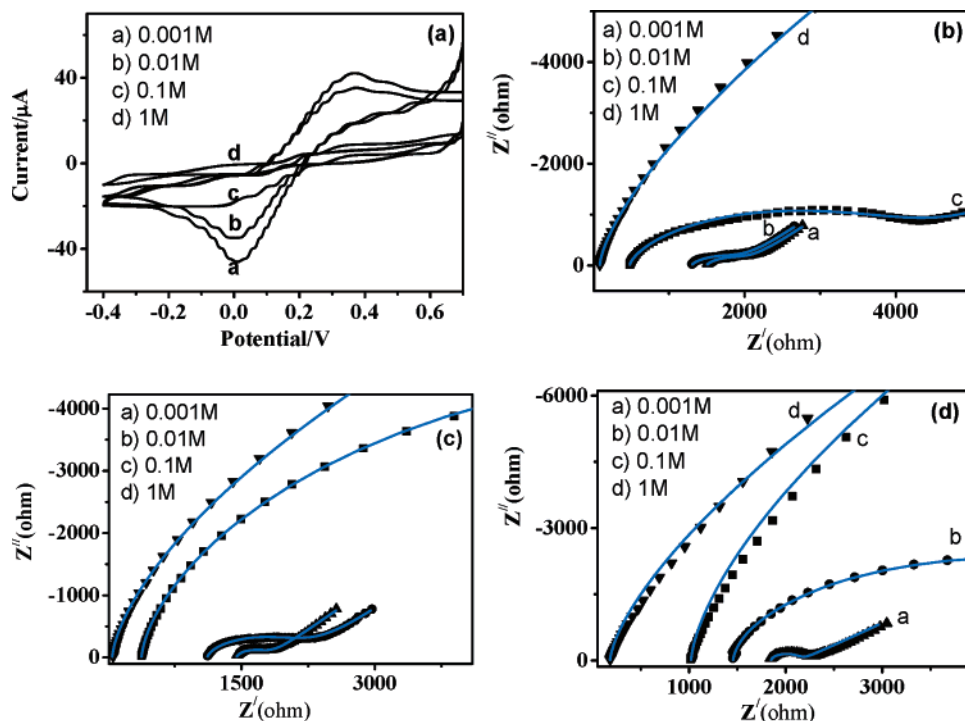 (a)
a) 0.001M
b) 0.01M
c) 0.1M
d) 1M
40
0
-40
Current/µA
d
c
b
a
-0.4 -0.2 0.0 0.2 0.4 0.6
Potential/V
(b)
a) 0.001M
b) 0.01M
c) 0.1M
d) 1M
-4000
-2000
0
Z//(ohm)
d
c
b
a
2000 4000
Z/(ohm)
(c)
a) 0.001M
b) 0.01M
c) 0.1M
d) 1M
-4000
-3000
-2000
-1000
0
Z//(ohm)
1500 3000
Z/(ohm)
(d)
a) 0.001M
b) 0.01M
c) 0.1M
d) 1M
-6000
-3000
0
Z//(ohm)
d
c
b
a
1000 2000 3000
Z/(ohm)